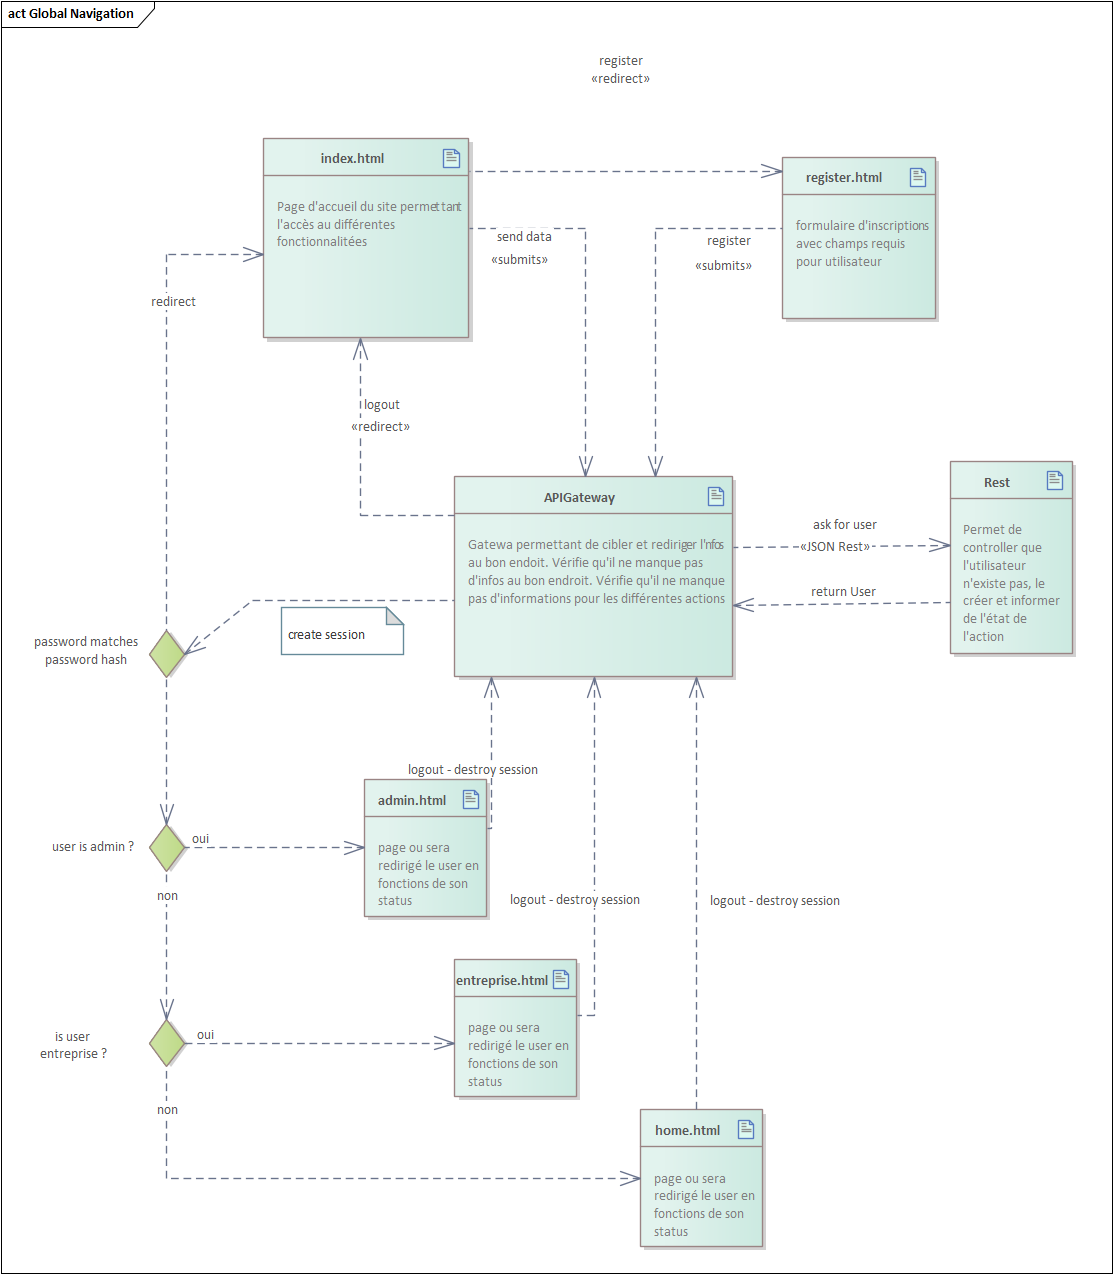 act Global Navigation
register
«redirect»
index.html
Page d'accueil du site permettant
l'accès au différentes
fonctionnalitées
register.html
formulaire d'inscriptions
avec champs requis
pour utilisateur
send data
«submits»
register
«submits»
redirect
logout
«redirect»
APIGateway
Gatewa permettant de cibler et rediriger l'nfos
au bon endoit. Vérifie qu'il ne manque pas
d'infos au bon endroit. Vérifie qu'il ne manque
pas d'informations pour les différentes actions
ask for user
«JSON Rest»
return User
Rest
Permet de
controller que
l'utilisateur
n'existe pas, le
créer et informer
de l'état de
l'action
create session
password matches
password hash
logout - destroy session
admin.html
page ou sera
redirigé le user en
fonctions de son
status
user is admin ?
oui
non
logout - destroy session
logout - destroy session
entreprise.html
page ou sera
redirigé le user en
fonctions de son
status
is user
entreprise ?
oui
non
home.html
page ou sera
redirigé le user en
fonctions de son
status